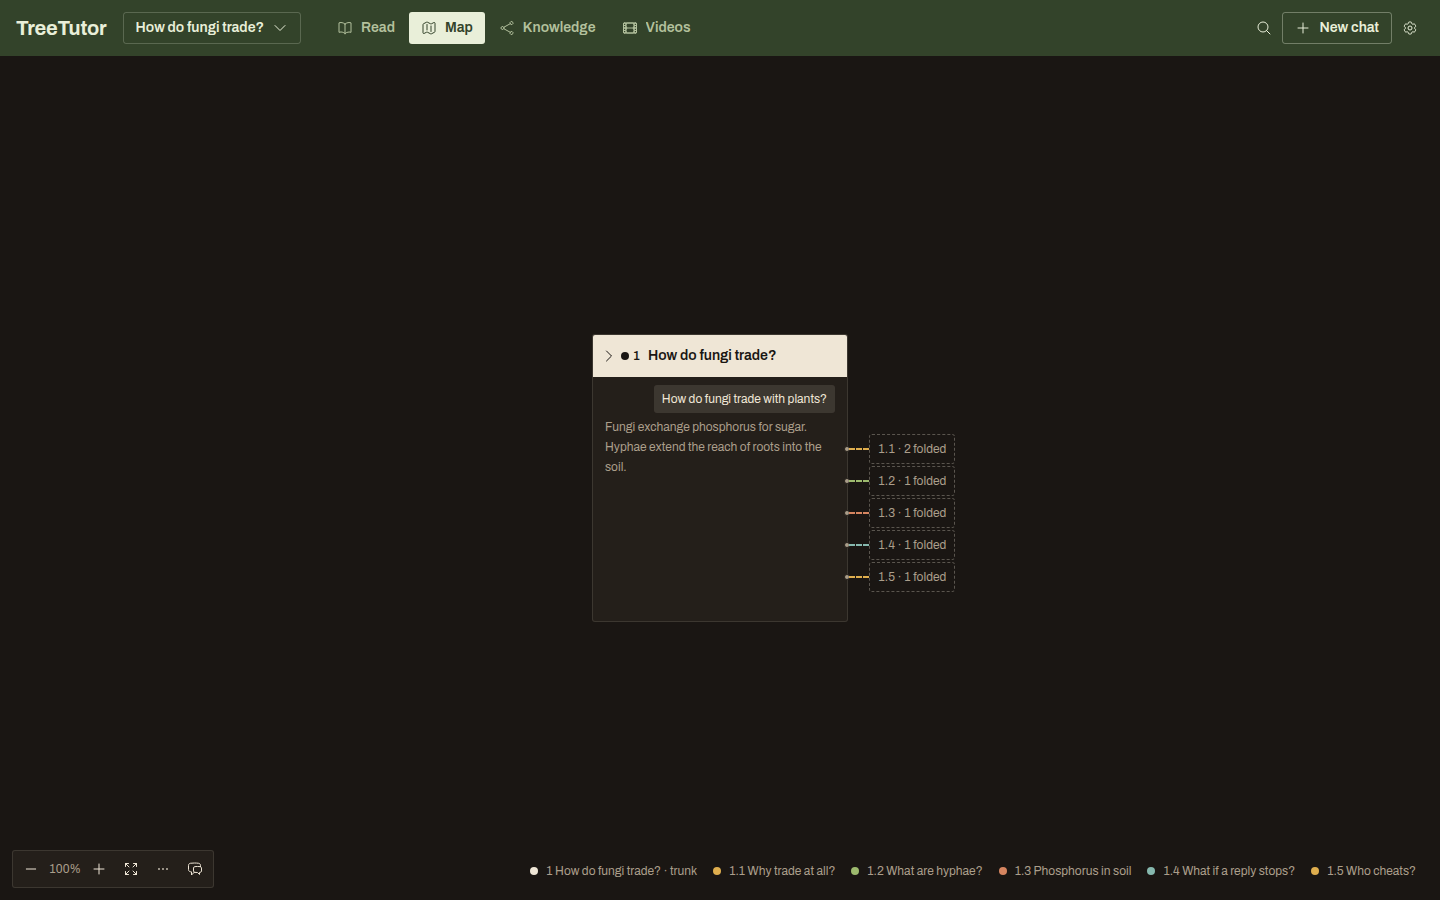 TreeTutor
How do fungi trade?
Read
Map
Knowledge
Videos
New chat
1 How do fungi trade?
How do fungi trade with plants?
Fungi exchange phosphorus for sugar.
Hyphae extend the reach of roots into the
soil.
1.1 · 2 folded
1.2 · 1 folded
1.3 · 1 folded
1.4 · 1 folded
1.5 · 1 folded
100%
1 How do fungi trade? · trunk
1.1 Why trade at all?
1.2 What are hyphae?
1.3 Phosphorus in soil
1.4 What if a reply stops?
1.5 Who cheats?